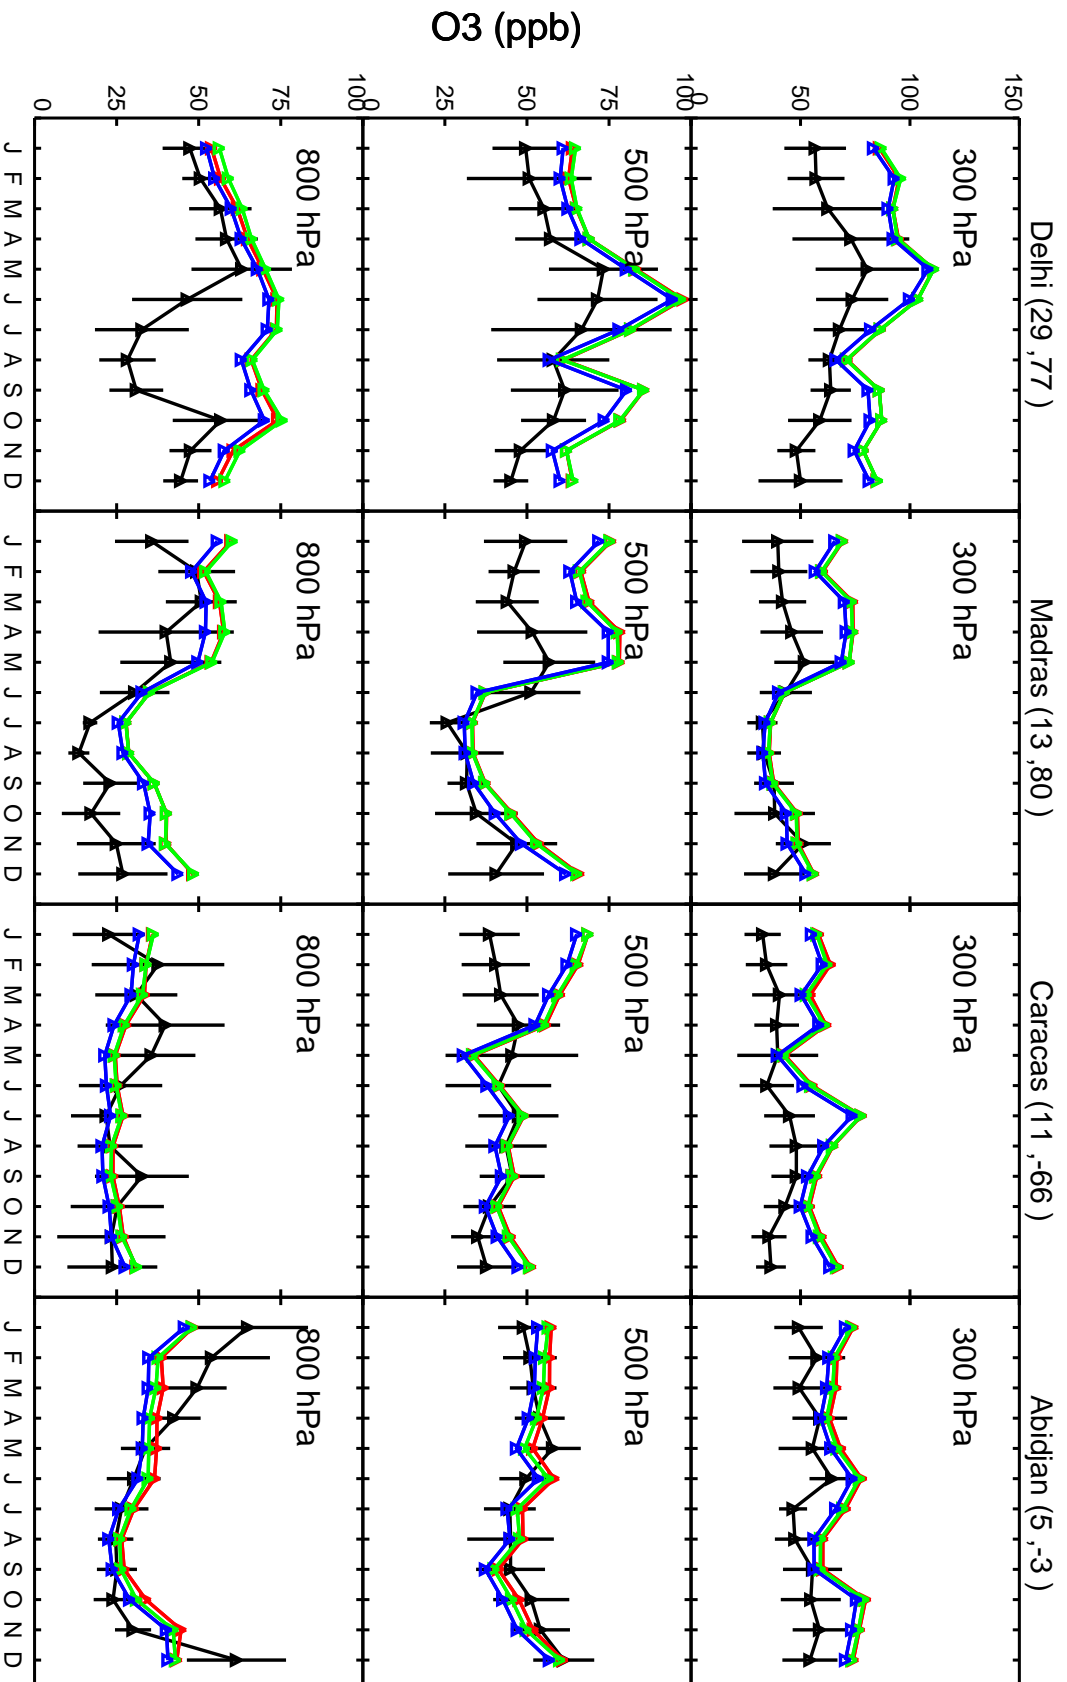 Delhi (29 ,77 )
Madras (13 ,80 )
Caracas (11 ,-66 )
Abidjan (5 ,-3 )
O3 (ppb)
150
100
50
0
300 hPa
300 hPa
300 hPa
300 hPa
100
75
50
25
0
500 hPa
500 hPa
500 hPa
500 hPa
100
75
50
25
0
800 hPa
800 hPa
800 hPa
800 hPa
J F M A M J J A S O N D
J F M A M J J A S O N D
J F M A M J J A S O N D
J F M A M J J A S O N D